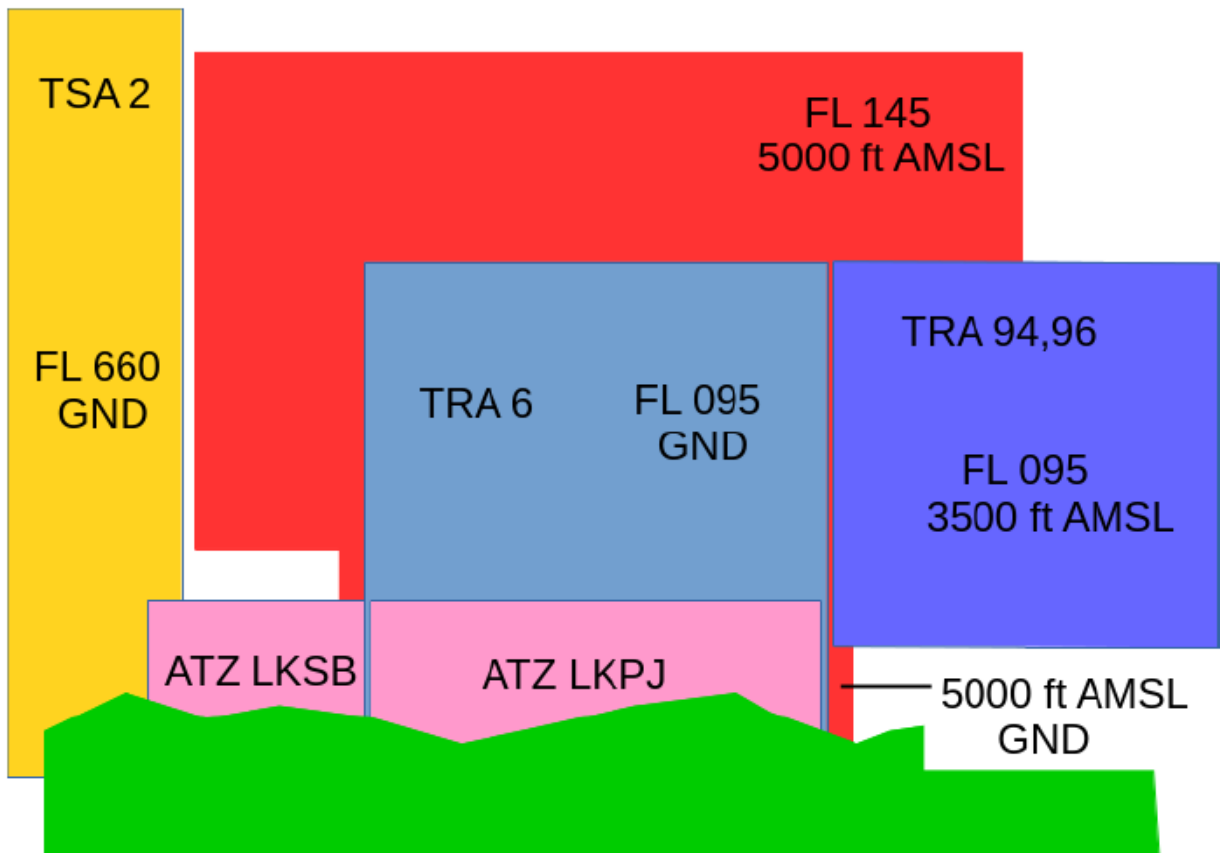 TSA 2
FL 660
GND
FL 145
5000 ft AMSL
TRA 6
FL 095
GND
TRA 94,96
FL 095
3500 ft AMSL
ATZ LKSB
ATZ LKPJ
5000 ft AMSL
GND